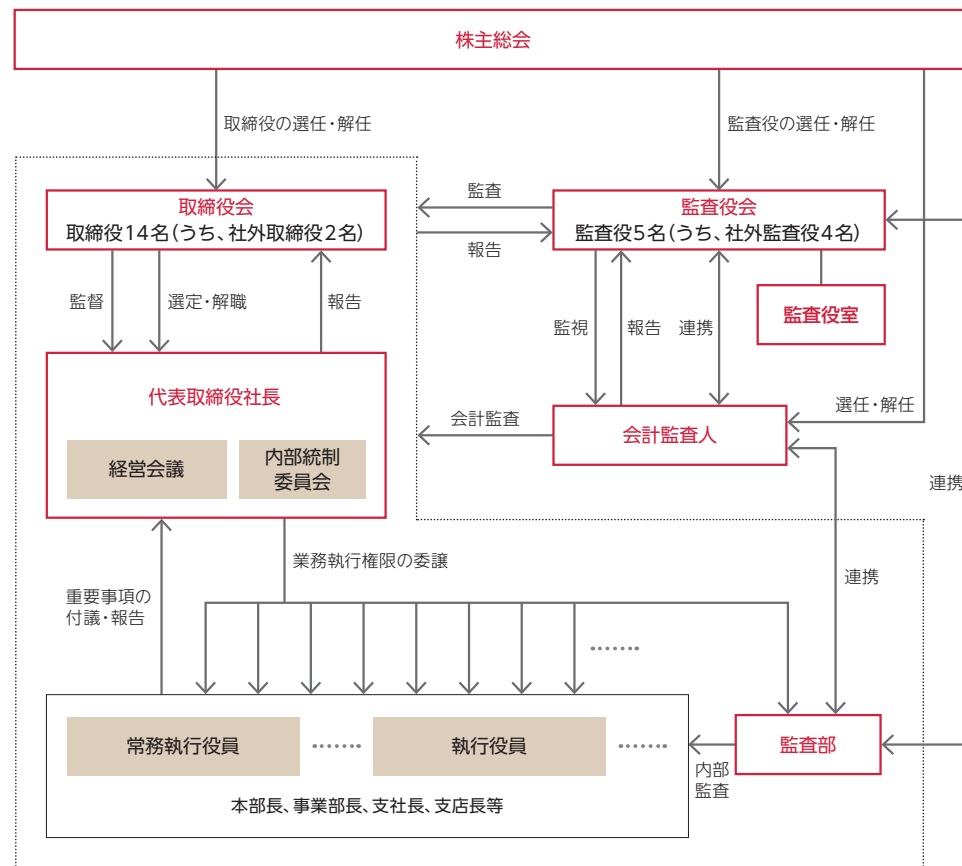 株主総会
取締役の選任・解任
監査役の選任・解任
取締役会
取締役14名(うち、社外取締役2名)
監査
報告
監査役会
監査役5名(うち、社外監査役4名)
監督
選定・解職
報告
監視
報告
連携
監査役室
代表取締役社長
経営会議
内部統制
委員会
会計監査
会計監査人
選任・解任
連携
業務執行権限の委譲
連携
重要事項の
付議・報告
常務執行役員
執行役員
本部長、事業部長、支社長、支店長等
内部
監査
監査部